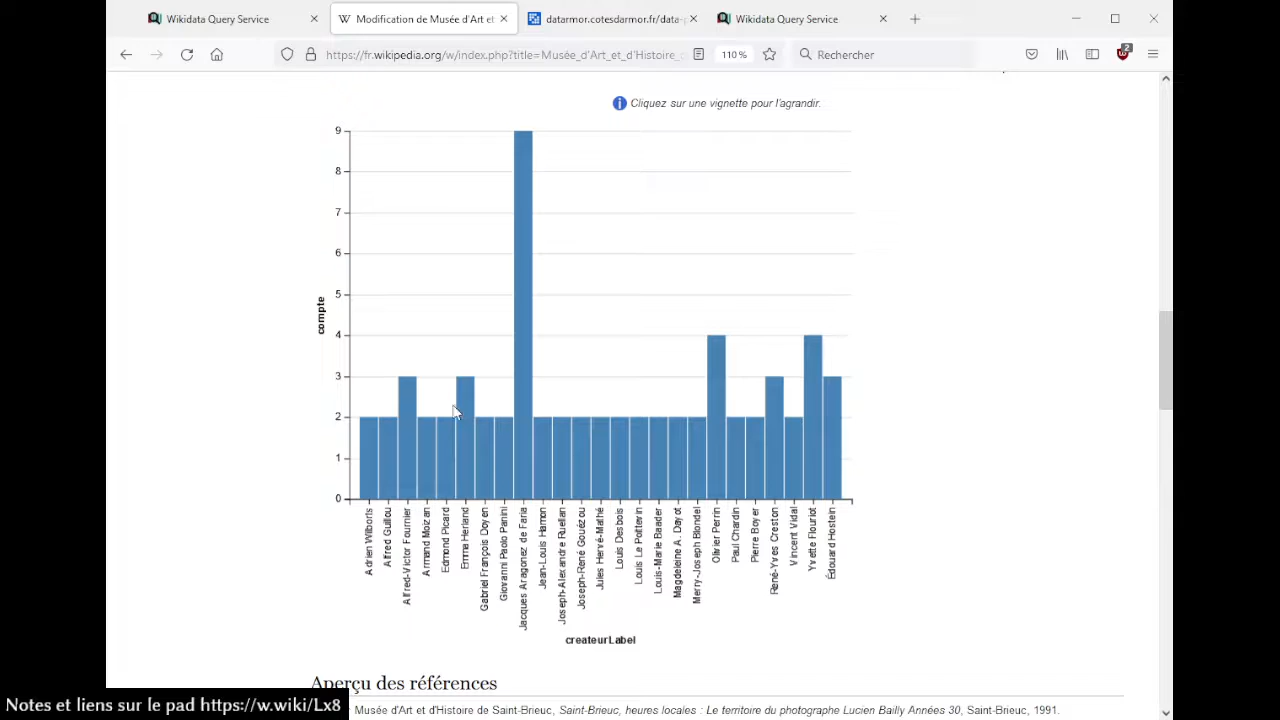 Wikidata Query Service
Modification de Musée d'Art et
datarmor.cotesdarmor.fr/data-
Wikidata Query Service
https://fr.wikipedia.org/w/index.php?title=Musée_d'Art_et_d'Histoire_
110 %
Rechercher
2
Cliquez sur une vignette pour l'agrandir.
9
8
7
6
5
4
3
2
1
0
compte
Adrien Wilborts
Alfred Guillou
Alfred-Victor Fournier
Armand Moizan
Edmond Picard
Emma Herland
Gabriel François Doyen
Giovanni Paolo Panini
Jacques Aragonez de Faria
Jean-Louis Hamon
Joseph-Alexandre Ruellan
Joseph-René Gouézou
Jules Hervé-Mathé
Louis Desbois
Louis Le Poittevin
Louis-Marie Baader
Magdeleine A. Dayot
Merry-Joseph Blondel
Olivier Perrin
Paul Chardin
Pierre Boyer
René-Yves Creston
Vincent Vidal
Yvette Fleuriot
Édouard Hostein
createurLabel
Aperçu des références
Musée d'Art et d'Histoire de Saint-Brieuc, Saint-Brieuc, heures locales : Le territoire du photographe Lucien Bailly Années 30, Saint-Brieuc, 1991.
Notes et liens sur le pad https://w.wiki/Lx8